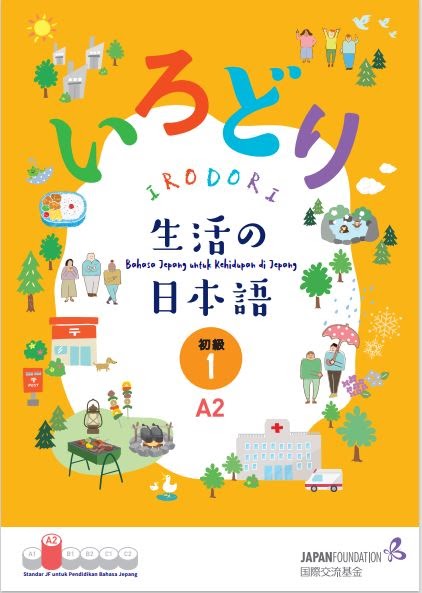 いろどり
IRODORI
生活の
Bahasa Jepang untuk Kehidupan di Jepang
日本語
初級
1
A2
〒
〒
POST
A1 A2 B1 B2 C1 C2
Standar JF untuk Pendidikan Bahasa Jepang
JAPANFOUNDATION
国際交流基金